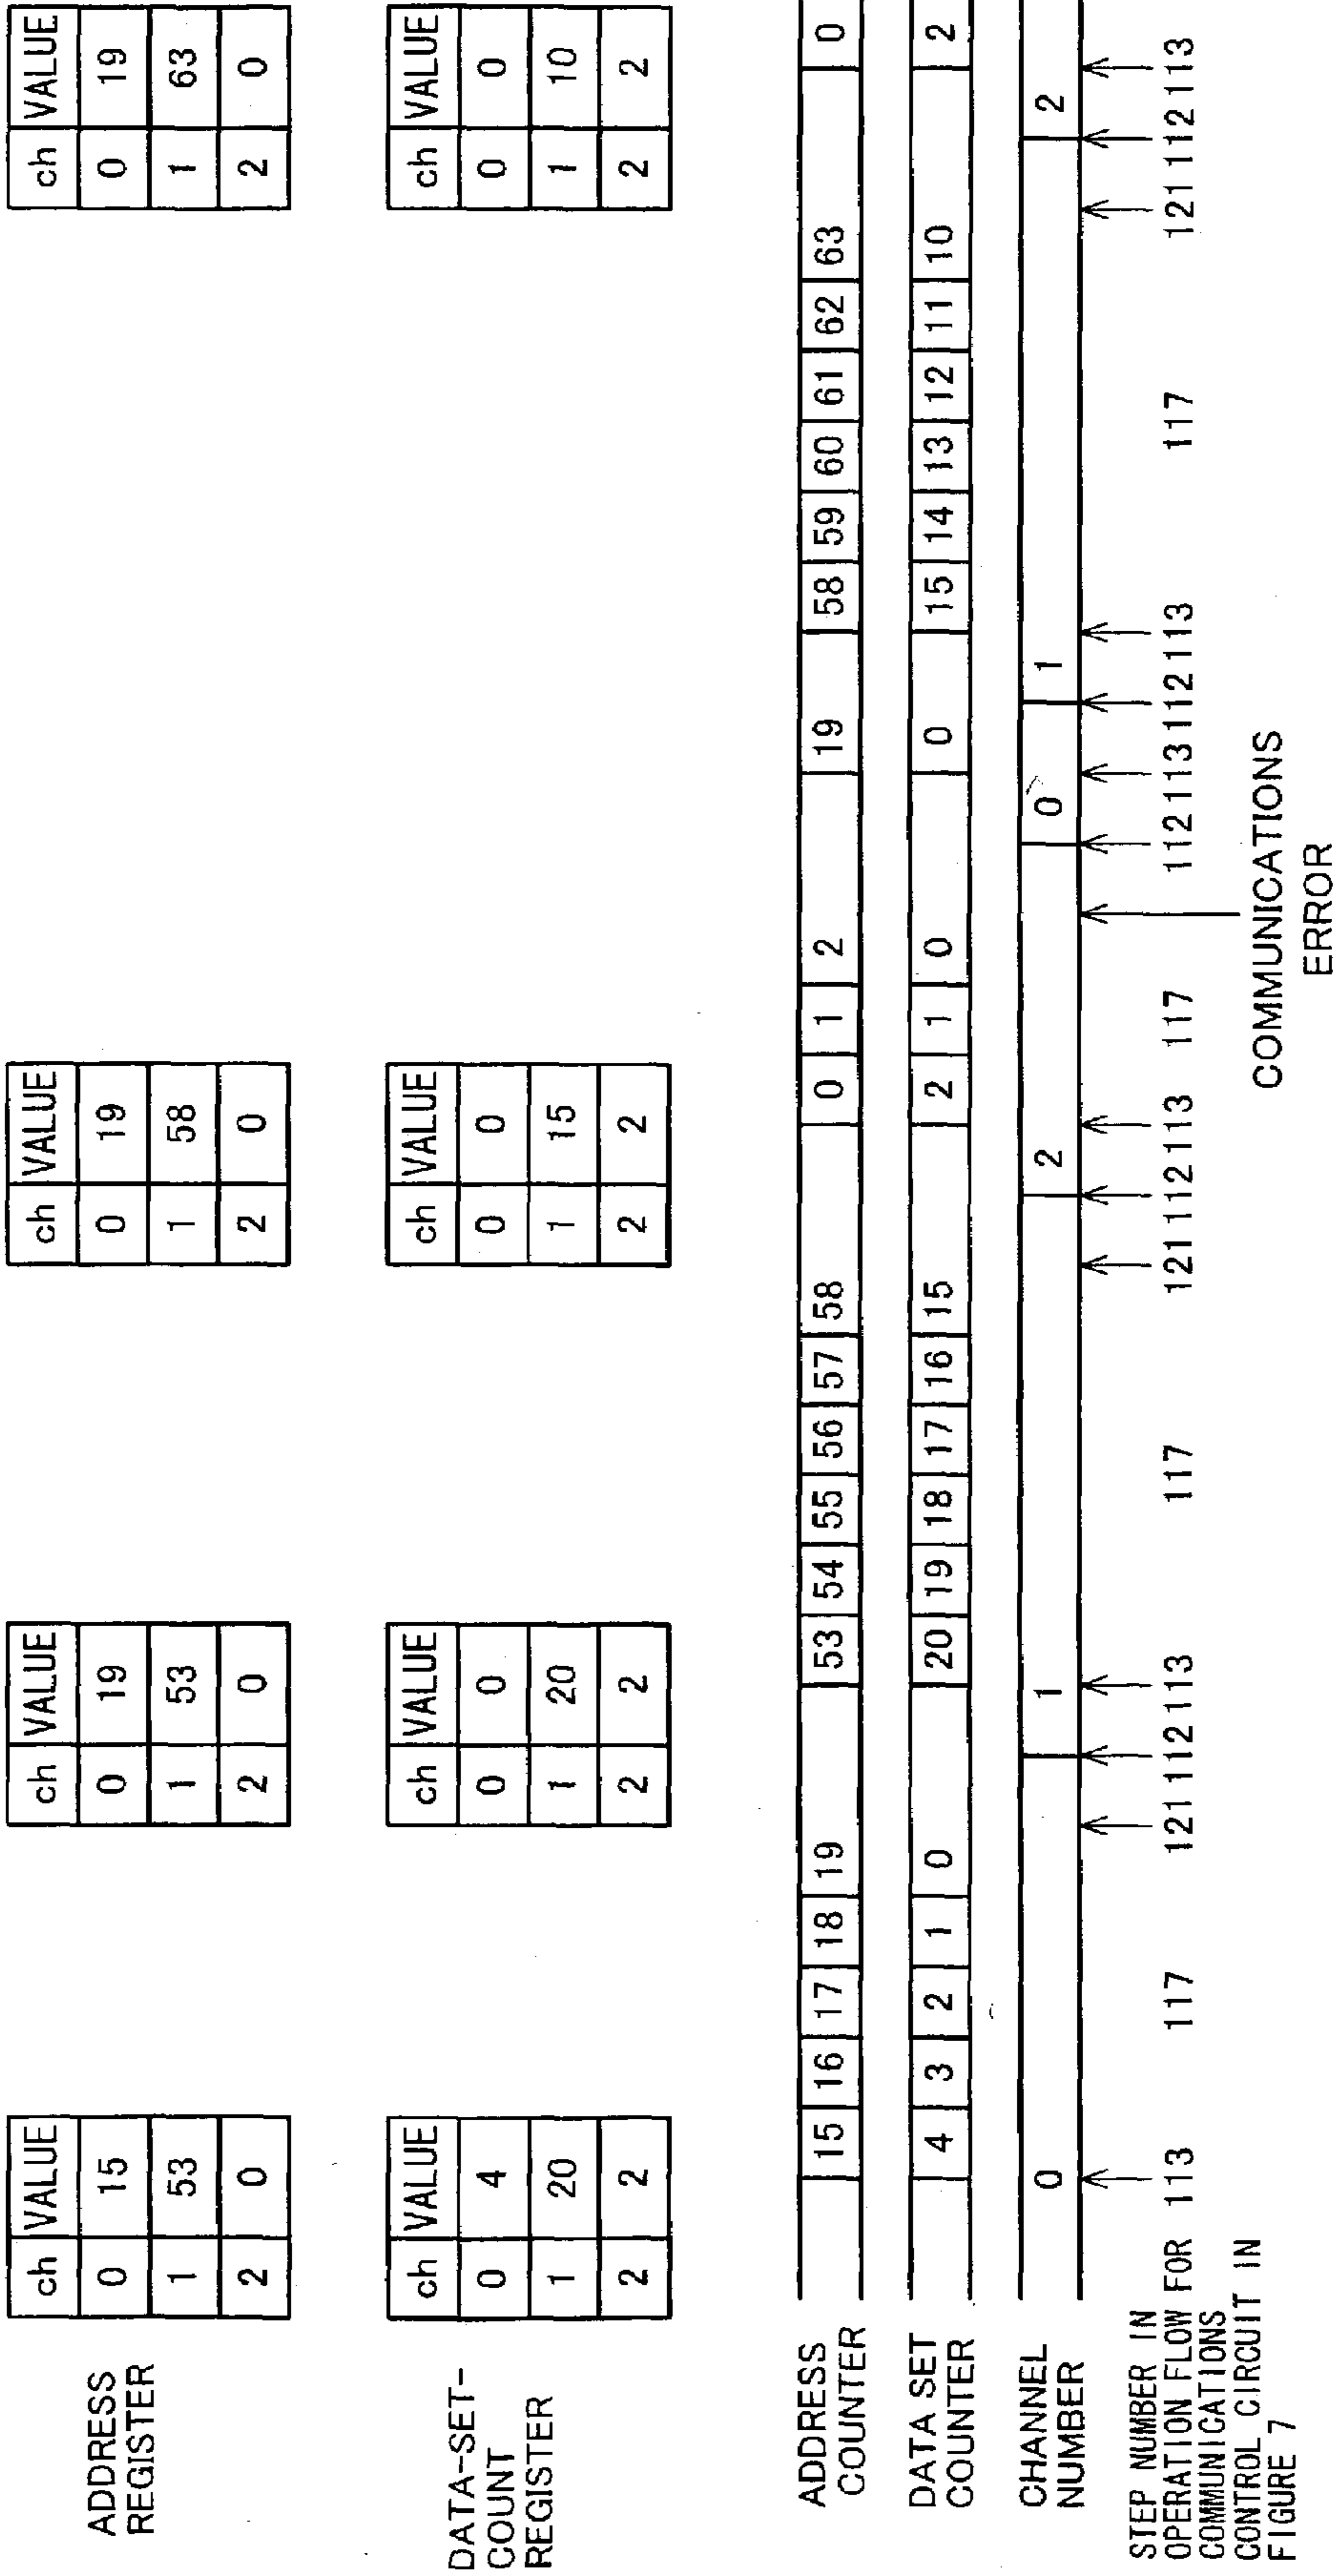 ADDRESS
REGISTER
ch VALUE
0 15
1 53
2 0
ch VALUE
0 19
1 53
2 0
ch VALUE
0 19
1 58
2 0
ch VALUE
0 19
1 63
2 0
DATA-SET-
COUNT
REGISTER
ch VALUE
0 4
1 20
2 2
ch VALUE
0 0
1 20
2 2
ch VALUE
0 0
1 15
2 2
ch VALUE
0 0
1 10
2 2
ADDRESS
COUNTER
15 16 17 18 19 53 54 55 56 57 58 0 1 2 19 58 59 60 61 62 63 0
DATA SET
COUNTER
4 3 2 1 0 20 19 18 17 16 15 2 1 0 0 15 14 13 12 11 10 2
CHANNEL
NUMBER
0 1 2 0 1 2
STEP NUMBER IN
OPERATION FLOW FOR
COMMUNICATIONS
CONTROL CIRCUIT IN
FIGURE 7
113 117 121 112 113 117 121 112 113 117 112 113 112 113 117 121 112 113
COMMUNICATIONS
ERROR